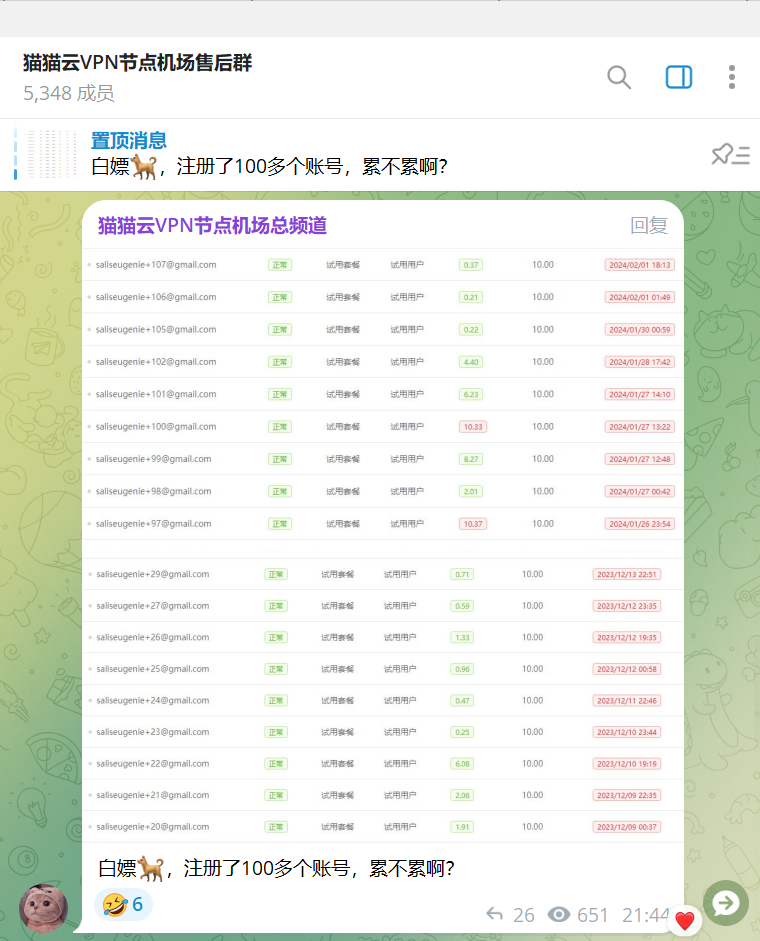 猫猫云VPN节点机场售后群
5,348 成员
置顶消息
白嫖🐕，注册了100多个账号，累不累啊?
猫猫云VPN节点机场总频道 回复
saliseugenie+107@gmail.com 正常 试用套餐 试用用户 0.37 10.00 2024/02/01 18:13
saliseugenie+106@gmail.com 正常 试用套餐 试用用户 0.21 10.00 2024/02/01 01:49
saliseugenie+105@gmail.com 正常 试用套餐 试用用户 0.22 10.00 2024/01/30 00:59
saliseugenie+102@gmail.com 正常 试用套餐 试用用户 4.40 10.00 2024/01/28 17:42
saliseugenie+101@gmail.com 正常 试用套餐 试用用户 6.23 10.00 2024/01/27 14:10
saliseugenie+100@gmail.com 正常 试用套餐 试用用户 10.33 10.00 2024/01/27 13:22
saliseugenie+99@gmail.com 正常 试用套餐 试用用户 8.27 10.00 2024/01/27 12:48
saliseugenie+98@gmail.com 正常 试用套餐 试用用户 2.01 10.00 2024/01/27 00:42
saliseugenie+97@gmail.com 正常 试用套餐 试用用户 10.37 10.00 2024/01/26 23:54
saliseugenie+29@gmail.com 正常 试用套餐 试用用户 0.71 10.00 2023/12/13 22:51
saliseugenie+27@gmail.com 正常 试用套餐 试用用户 0.59 10.00 2023/12/12 23:35
saliseugenie+26@gmail.com 正常 试用套餐 试用用户 1.33 10.00 2023/12/12 19:35
saliseugenie+25@gmail.com 正常 试用套餐 试用用户 0.96 10.00 2023/12/12 00:58
saliseugenie+24@gmail.com 正常 试用套餐 试用用户 0.47 10.00 2023/12/11 22:46
saliseugenie+23@gmail.com 正常 试用套餐 试用用户 0.25 10.00 2023/12/10 23:44
saliseugenie+22@gmail.com 正常 试用套餐 试用用户 6.08 10.00 2023/12/10 19:19
saliseugenie+21@gmail.com 正常 试用套餐 试用用户 2.06 10.00 2023/12/09 22:35
saliseugenie+20@gmail.com 正常 试用套餐 试用用户 1.91 10.00 2023/12/09 00:37
白嫖🐕，注册了100多个账号，累不累啊?
🤣 6
26 651 21:44